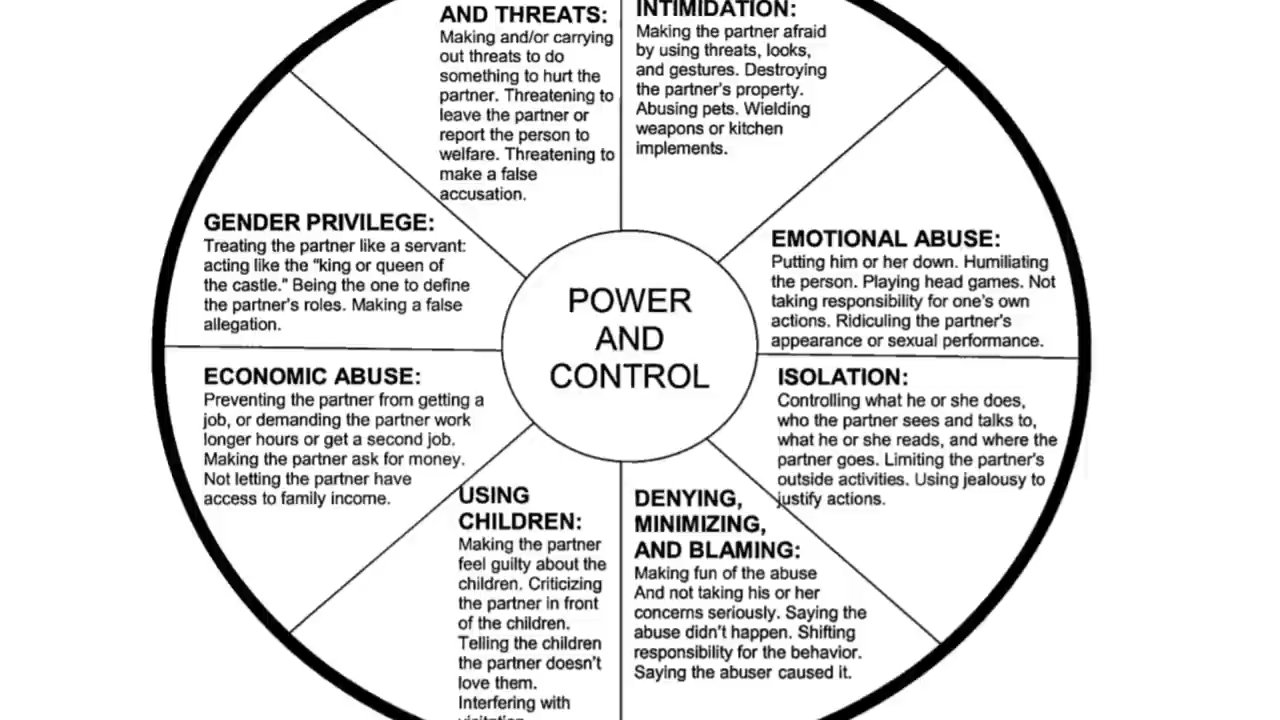 AND THREATS:
Making and/or carrying
out threats to do
something to hurt the
partner. Threatening to
leave the partner or
report the person to
welfare. Threatening to
make a false
accusation.
INTIMIDATION:
Making the partner afraid
by using threats, looks,
and gestures. Destroying
the partner's property.
Abusing pets. Wielding
weapons or kitchen
implements.
GENDER PRIVILEGE:
Treating the partner like a servant:
acting like the "king or queen of
the castle." Being the one to define
the partner's roles. Making a false
allegation.
EMOTIONAL ABUSE:
Putting him or her down. Humiliating
the person. Playing head games. Not
taking responsibility for one's own
actions. Ridiculing the partner's
appearance or sexual performance.
POWER
AND
CONTROL
ECONOMIC ABUSE:
Preventing the partner from getting a
job, or demanding the partner work
longer hours or get a second job.
Making the partner ask for money.
Not letting the partner have
access to family income.
ISOLATION:
Controlling what he or she does,
who the partner sees and talks to,
what he or she reads, and where the
partner goes. Limiting the partner's
outside activities. Using jealousy to
justify actions.
USING
CHILDREN:
Making the partner
feel guilty about the
children. Criticizing
the partner in front
of the children.
Telling the children
the partner doesn't
love them.
Interfering with
DENYING,
MINIMIZING,
AND BLAMING:
Making fun of the abuse
And not taking his or her
concerns seriously. Saying the
abuse didn't happen. Shifting
responsibility for the behavior.
Saying the abuser caused it.